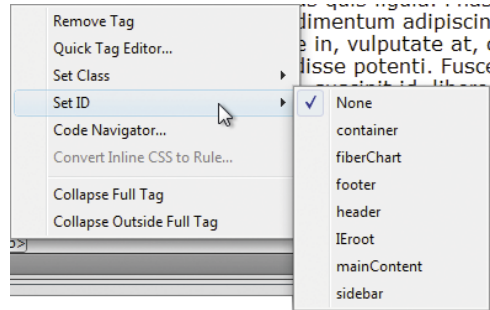 dimentum adipiscin
e in, vulputate at,
disse potenti. Fusce
Remove Tag
Quick Tag Editor...
Set Class
Set ID
Code Navigator...
Convert Inline CSS to Rule...
Collapse Full Tag
Collapse Outside Full Tag
None
container
fiberChart
footer
header
IEroot
mainContent
sidebar